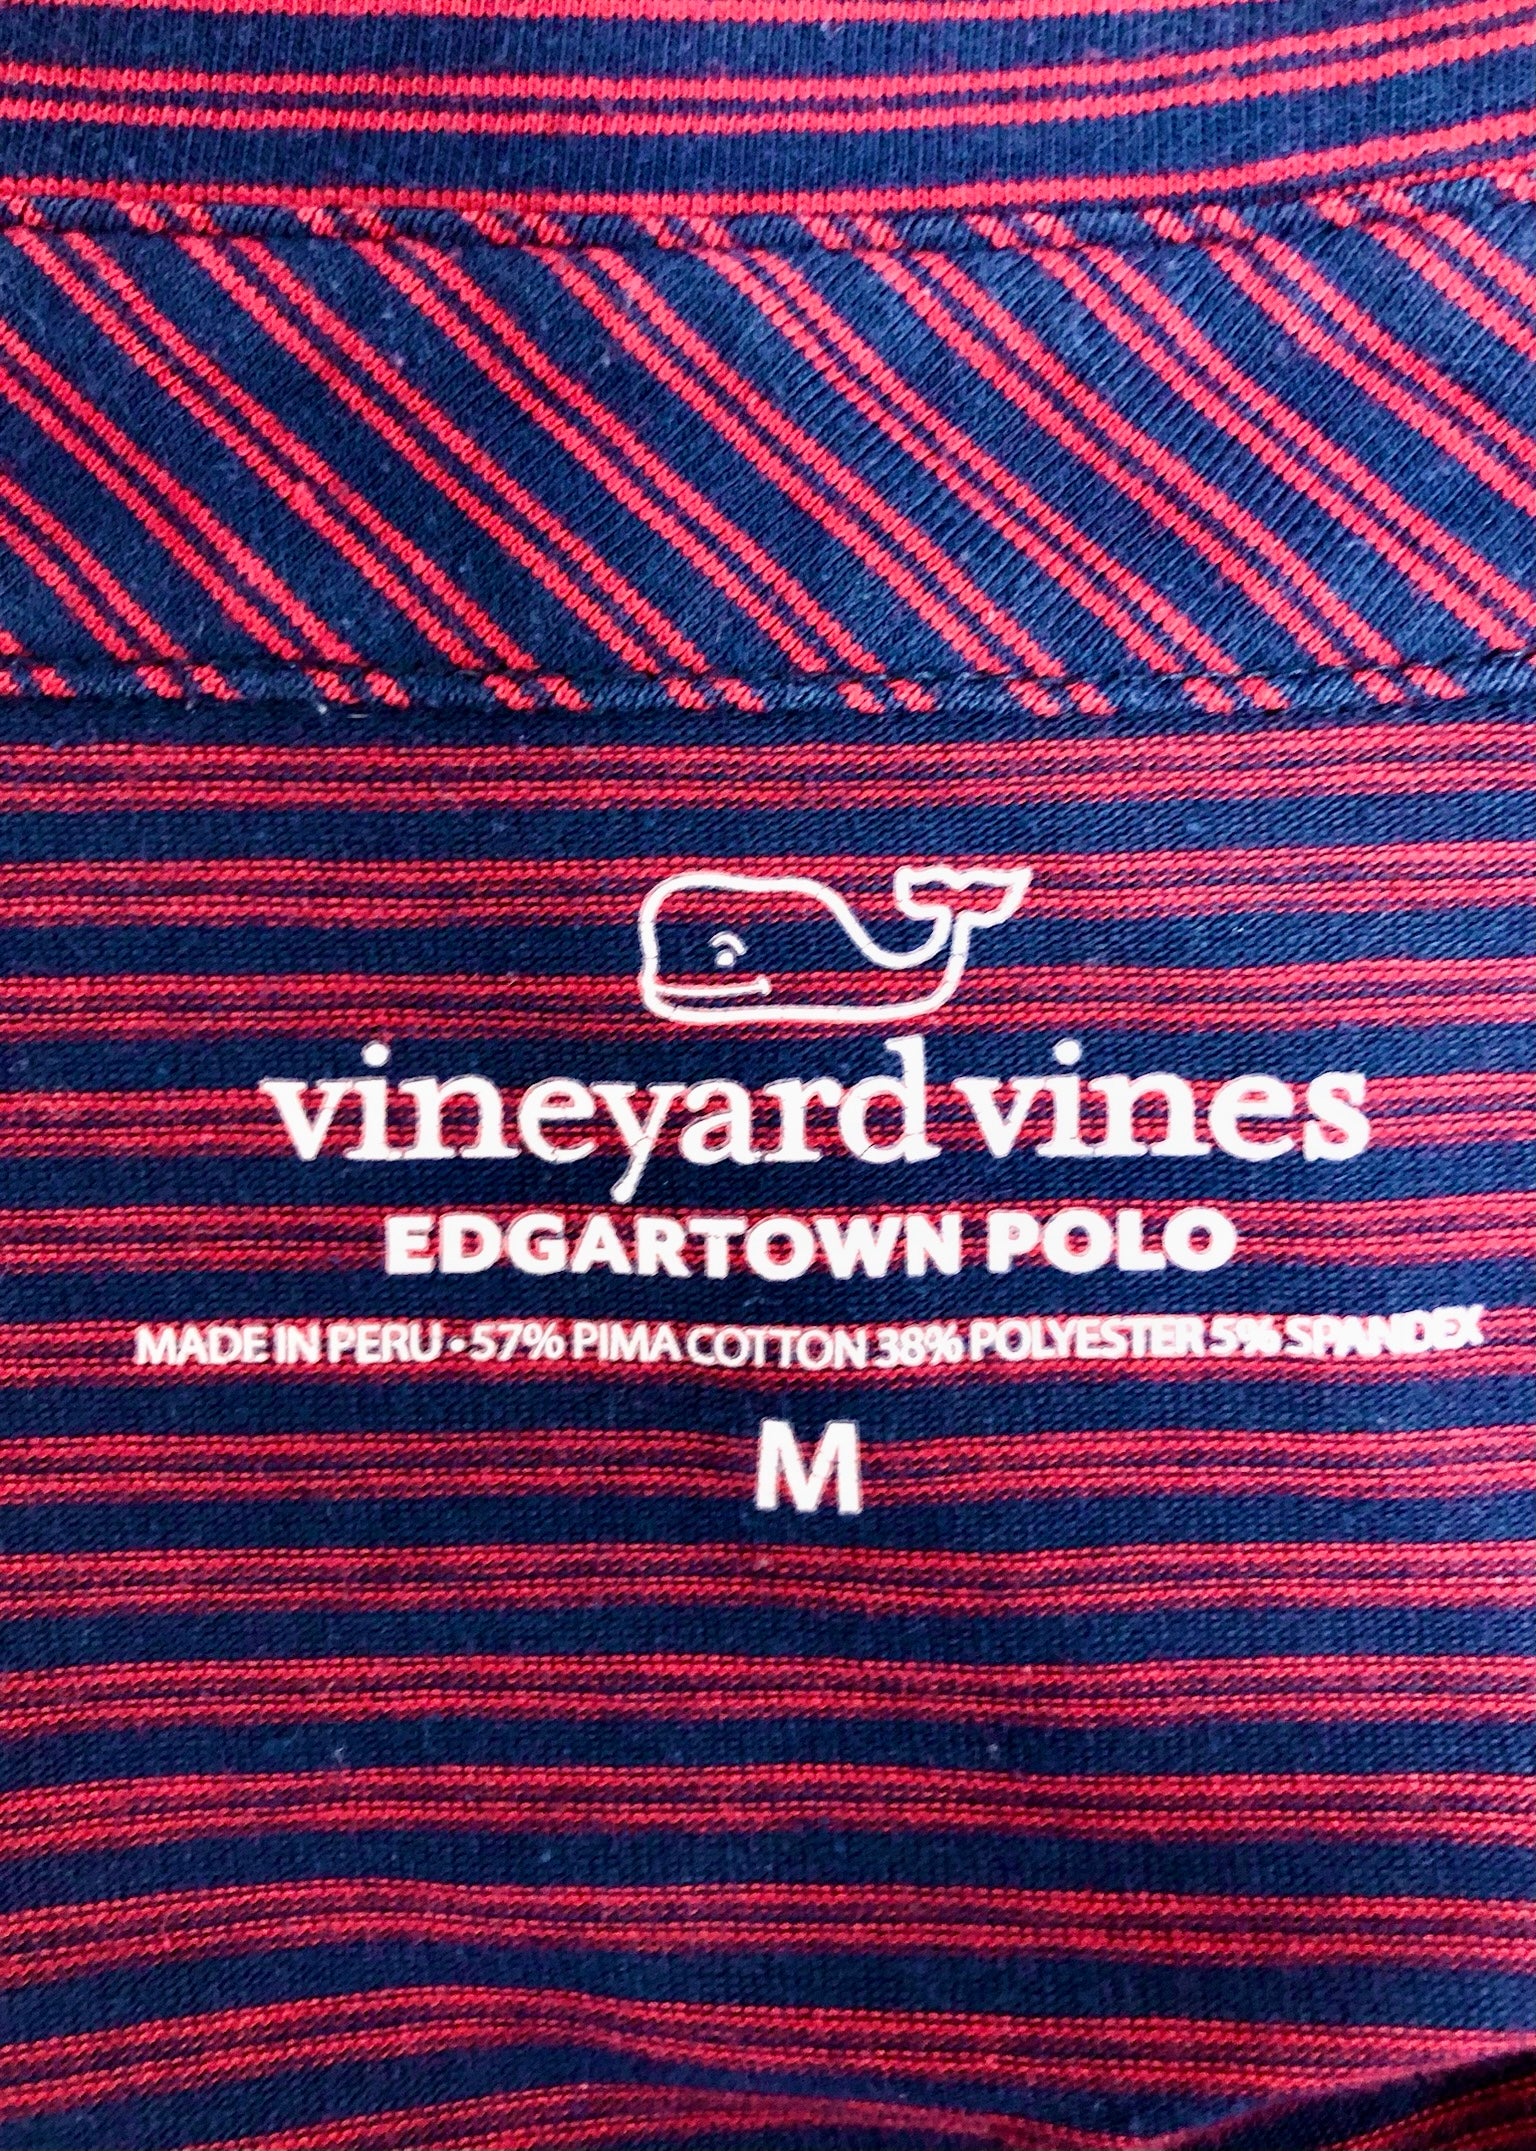 vineyard vines
EDGARTOWN POLO
MADE IN PERU • 57% PIMA COTTON 38% POLYESTER 5% SPANDEX
M